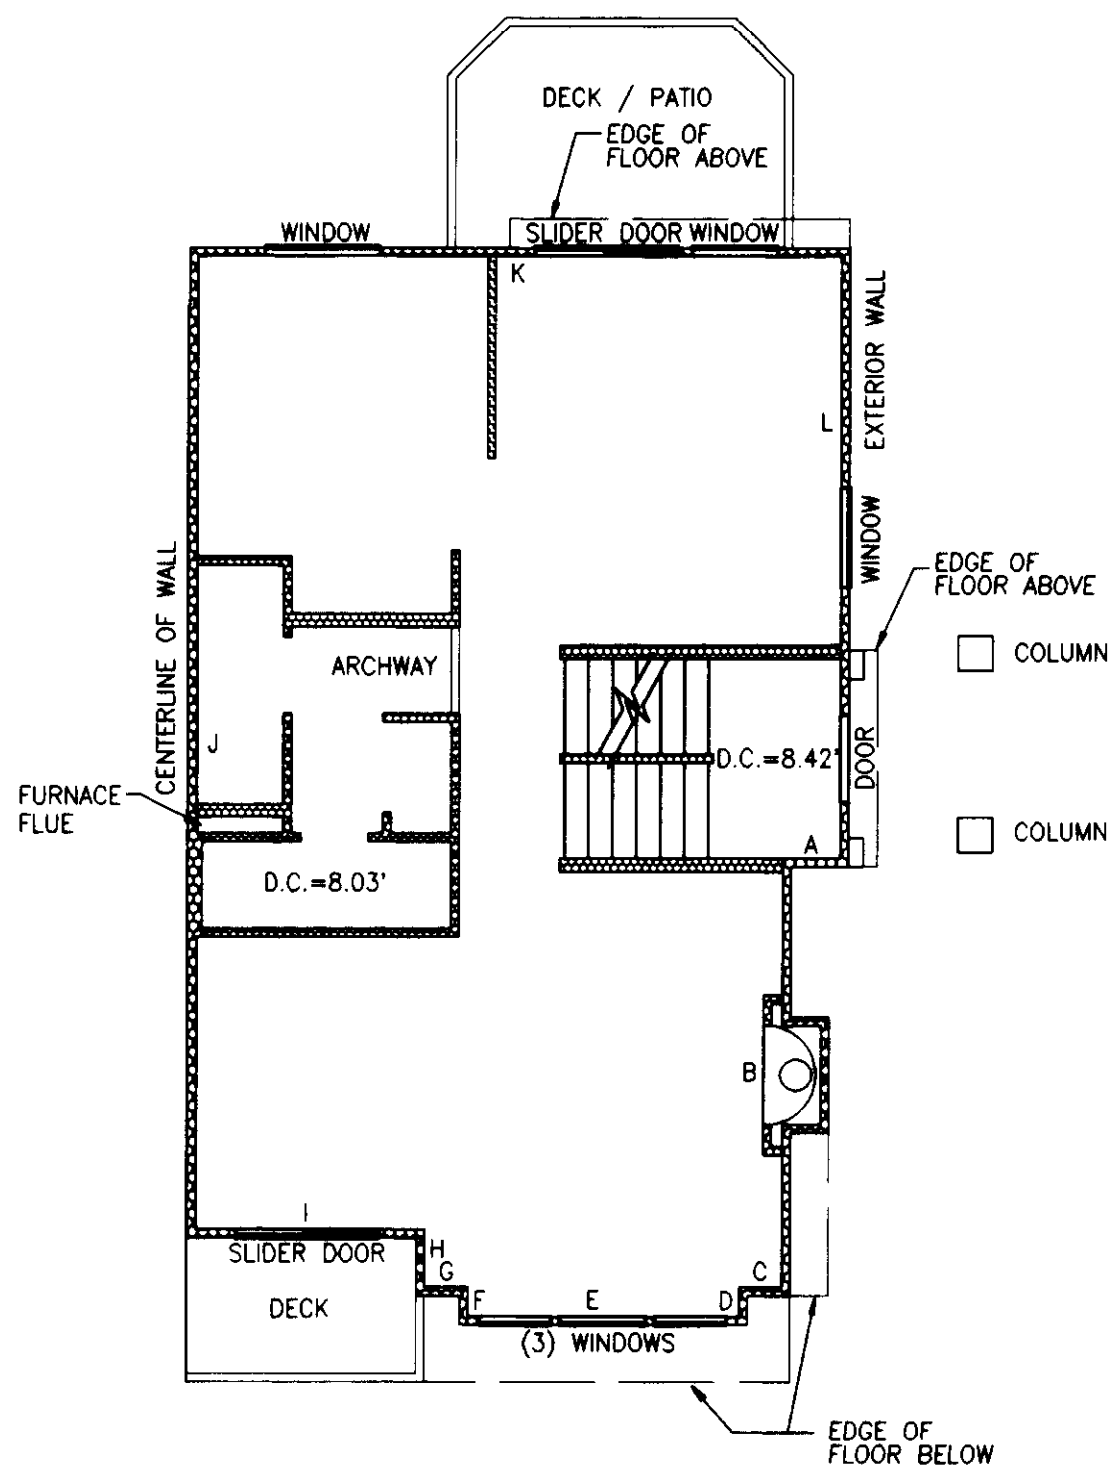 DECK / PATIO
EDGE OF
FLOOR ABOVE
WINDOW
SLIDER DOOR
WINDOW
K
EXTERIOR WALL
L
WINDOW
EDGE OF
FLOOR ABOVE
CENTERLINE OF WALL
COLUMN
ARCHWAY
J
D.C.=8.42'
DOOR
FURNACE
FLUE
A
COLUMN
D.C.=8.03'
B
I
SLIDER DOOR
H
G
C
DECK
F
E
D
(3) WINDOWS
EDGE OF
FLOOR BELOW